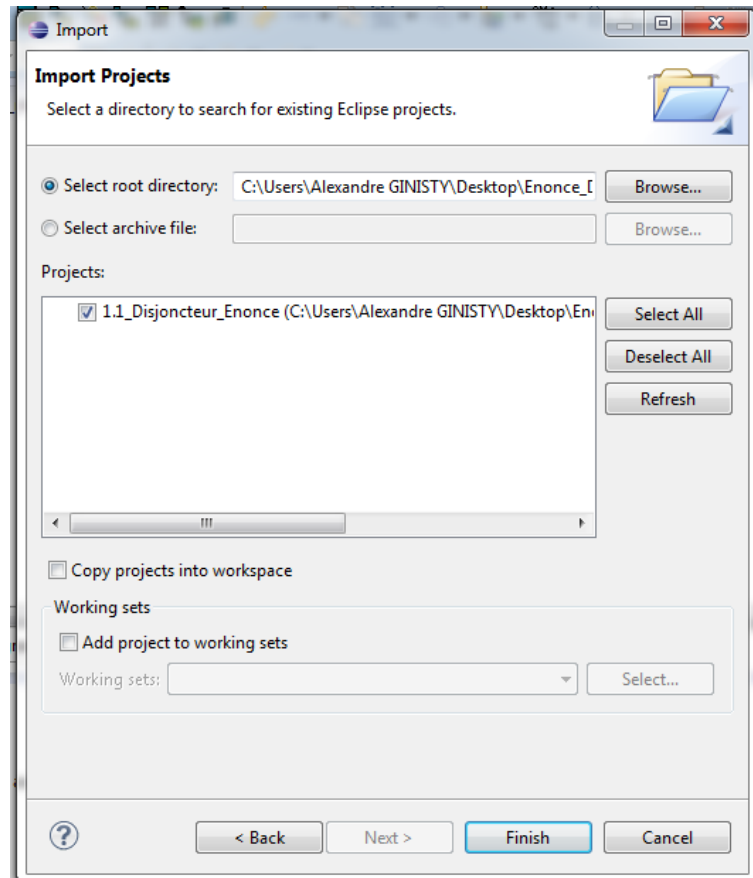 Import
Import Projects
Select a directory to search for existing Eclipse projects.
Select root directory: C:\Users\Alexandre GINISTY\Desktop\Enonce_D Browse...
Select archive file: Browse...
Projects:
1.1_Disjoncteur_Enonce (C:\Users\Alexandre GINISTY\Desktop\Eno Select All
Deselect All
Refresh
Copy projects into workspace
Working sets
Add project to working sets
Working sets: Select...
? < Back Next > Finish Cancel